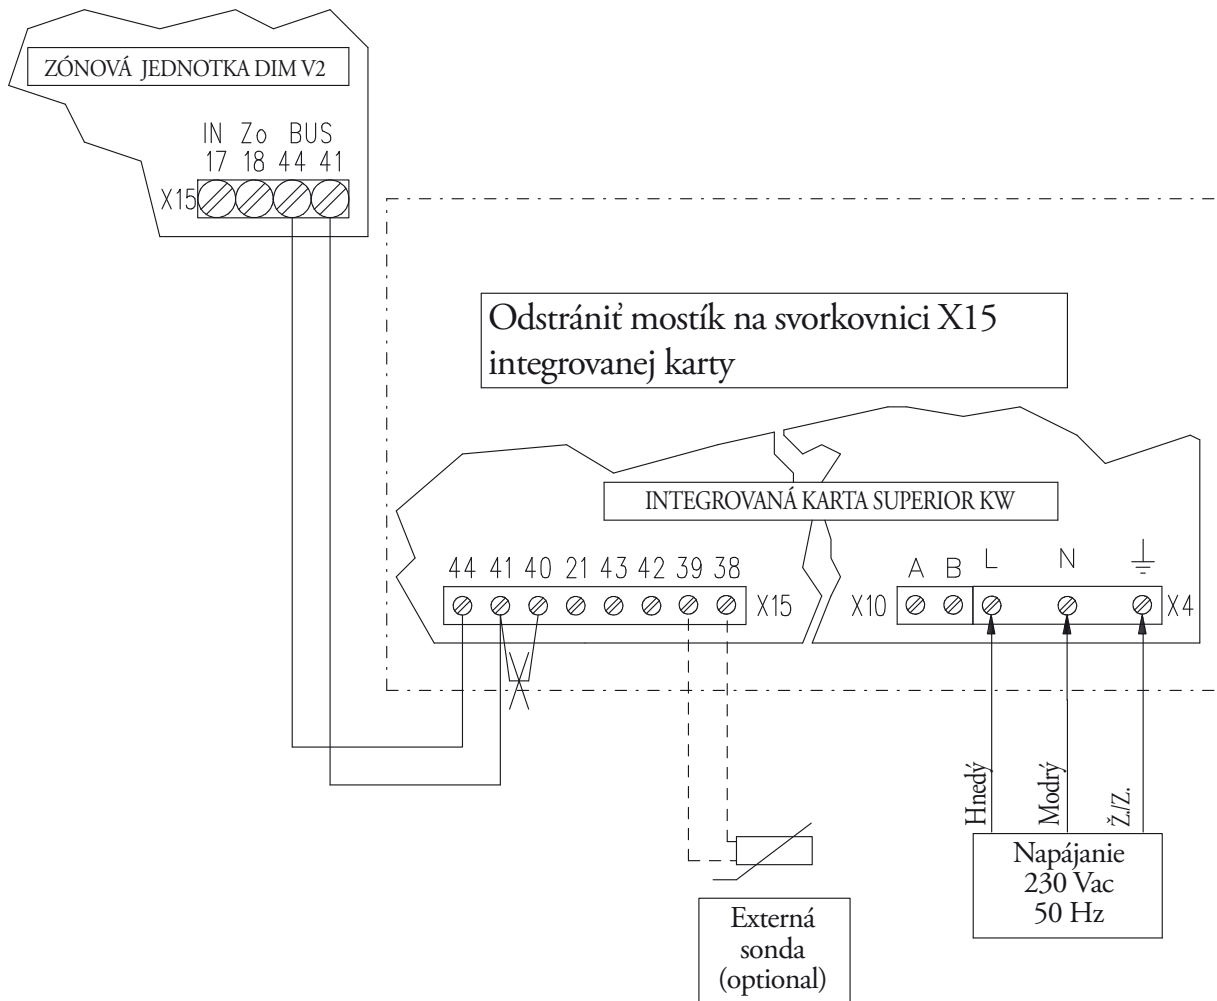 ZÓNOVÁ JEDNOTKA DIM V2
IN Zo BUS
17 18 44 41
X15
Odstrániť mostík na svorkovnici X15
integrovanej karty
INTEGROVANÁ KARTA SUPERIOR KW
44 41 40 21 43 42 39 38
X15
A B L N
X10
X4
Hnedý
Modrý
Ž./Z.
Napájanie
230 Vac
50 Hz
Externá
sonda
(optional)